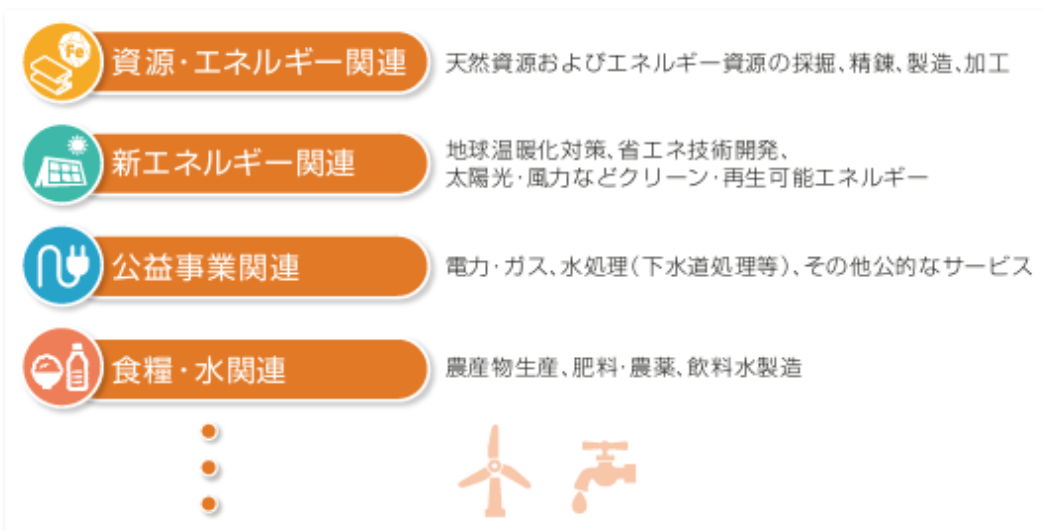 Fe
資源・エネルギー関連
天然資源およびエネルギー資源の採掘、精錬、製造、加工
新エネルギー関連
地球温暖化対策、省エネ技術開発、
太陽光・風力などクリーン・再生可能エネルギー
公益事業関連
電力・ガス、水処理(下水道処理等)、その他公的なサービス
食糧・水関連
農産物生産、肥料・農薬、飲料水製造